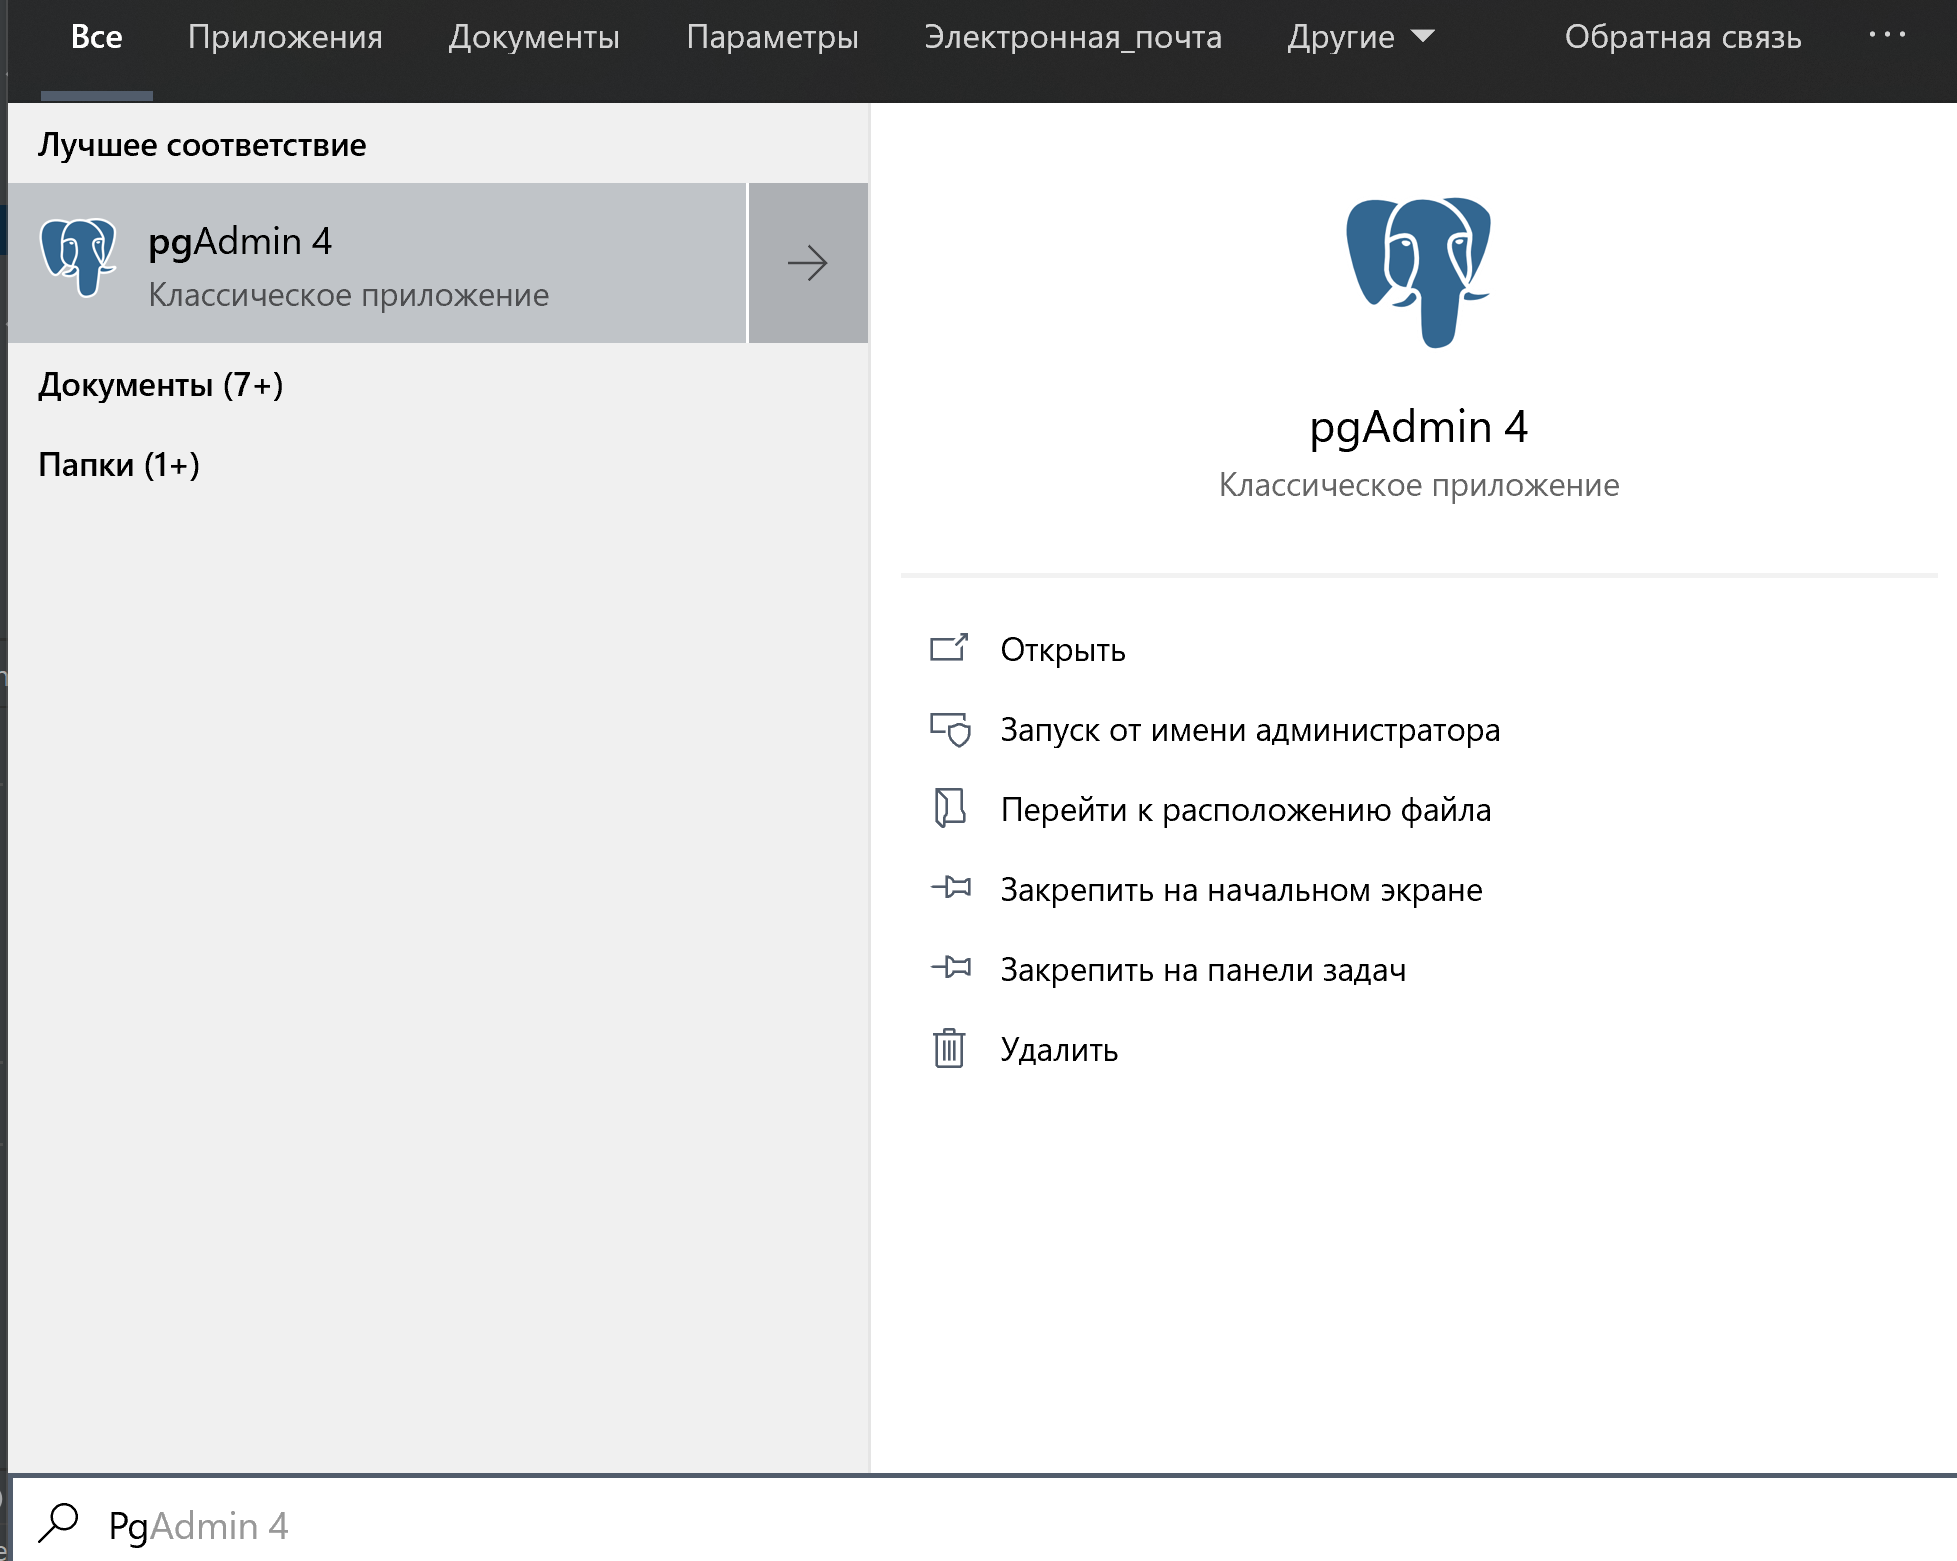 Все Приложения Документы Параметры Электронная_почта Другие Обратная связь ...
Лучшее соответствие
pgAdmin 4
Классическое приложение
Документы (7+)
Папки (1+)
pgAdmin 4
Классическое приложение
Открыть
Запуск от имени администратора
Перейти к расположению файла
Закрепить на начальном экране
Закрепить на панели задач
Удалить
PgAdmin 4